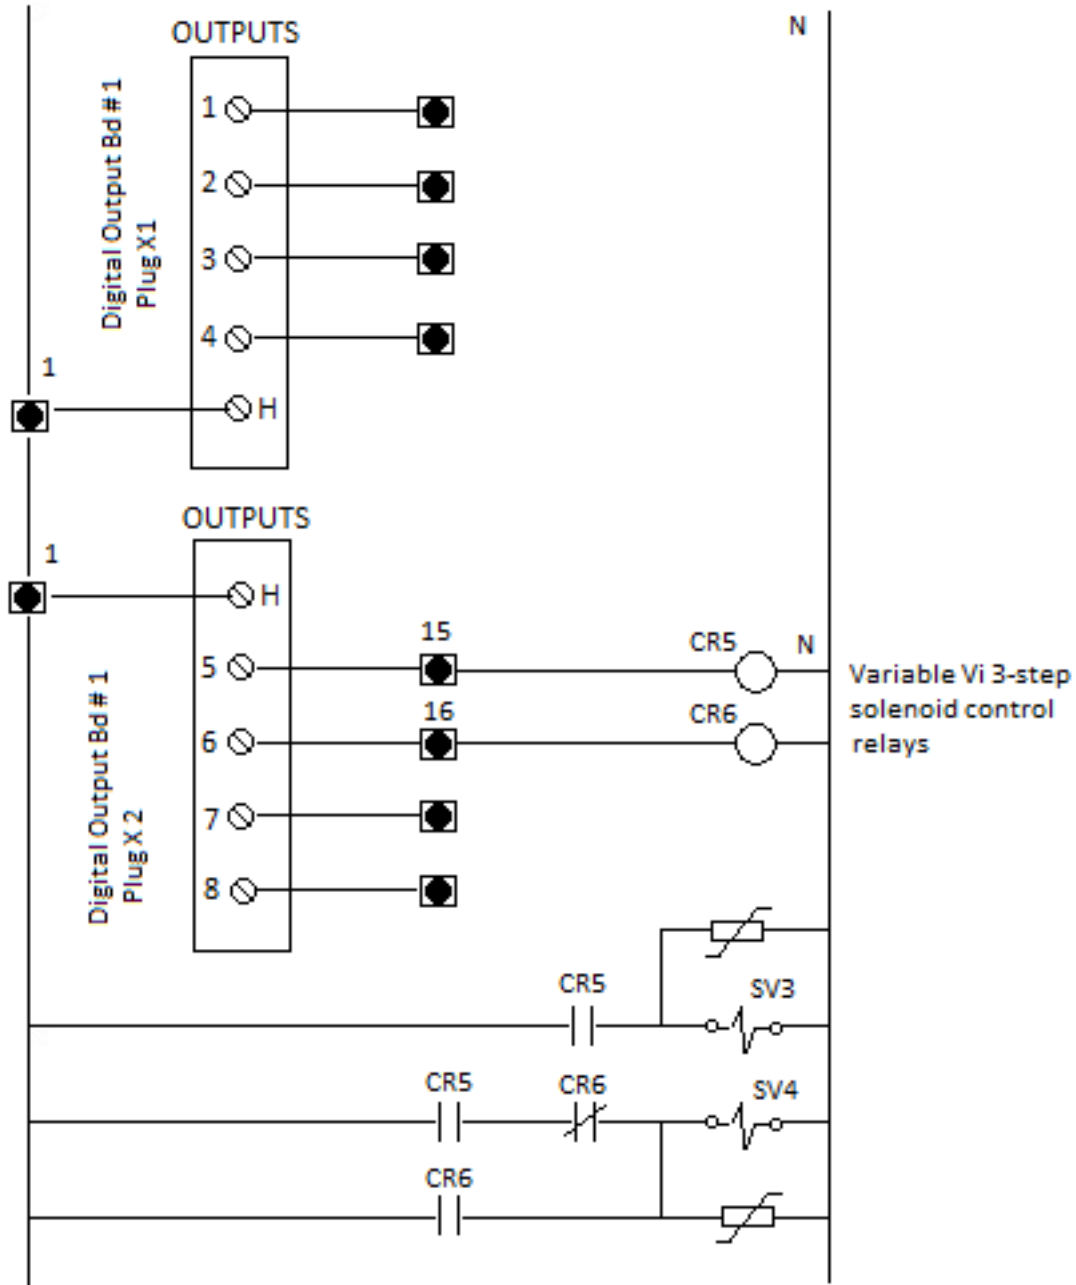 OUTPUTS
N
Digital Output Bd # 1
Plug X1
1
2
3
4
1
H
OUTPUTS
1
H
Digital Output Bd # 1
Plug X 2
5
15
CR5
N
6
16
CR6
Variable Vi 3-step
solenoid control
relays
7
8
CR5
SV3
CR5
CR6
SV4
CR6